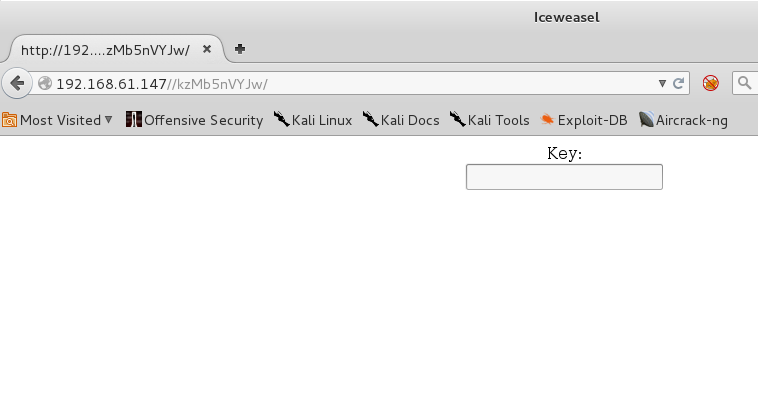 Iceweasel
http://192....zMb5nVYJw/
192.168.61.147//kzMb5nVYJw/
Most Visited Offensive Security Kali Linux Kali Docs Kali Tools Exploit-DB Aircrack-ng
Key: